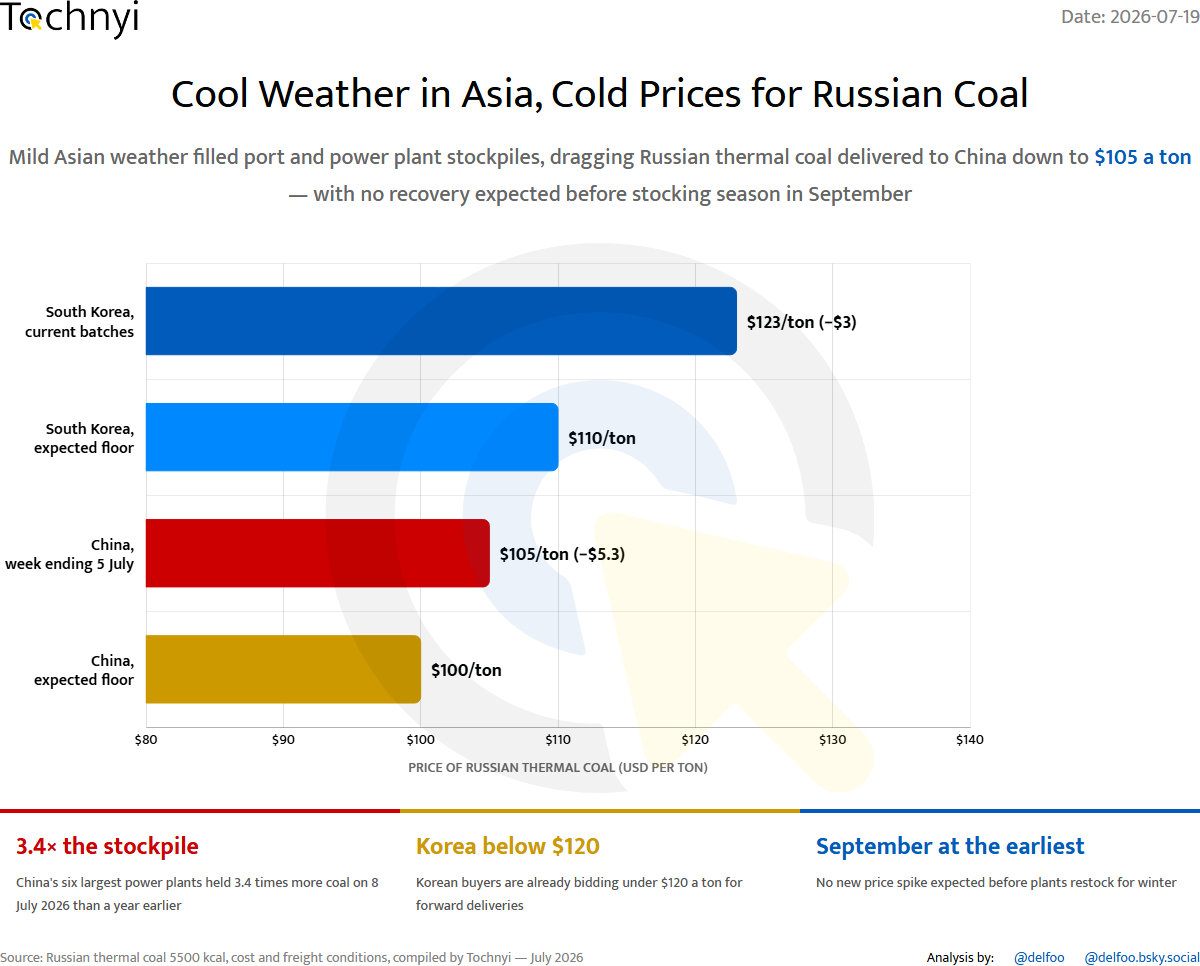 Tochnyi
Date: 2026-07-19
Cool Weather in Asia, Cold Prices for Russian Coal
Mild Asian weather filled port and power plant stockpiles, dragging Russian thermal coal delivered to China down to $105 a ton
— with no recovery expected before stocking season in September
South Korea,
current batches
$123/ton (−$3)
South Korea,
expected floor
$110/ton
China,
week ending 5 July
$105/ton (−$5.3)
China,
expected floor
$100/ton
$80 $90 $100 $110 $120 $130 $140
PRICE OF RUSSIAN THERMAL COAL (USD PER TON)
3.4× the stockpile
China's six largest power plants held 3.4 times more coal on 8
July 2026 than a year earlier
Korea below $120
Korean buyers are already bidding under $120 a ton for
forward deliveries
September at the earliest
No new price spike expected before plants restock for winter
Source: Russian thermal coal 5500 kcal, cost and freight conditions, compiled by Tochnyi — July 2026
Analysis by: @delfoo @delfoo.bsky.social